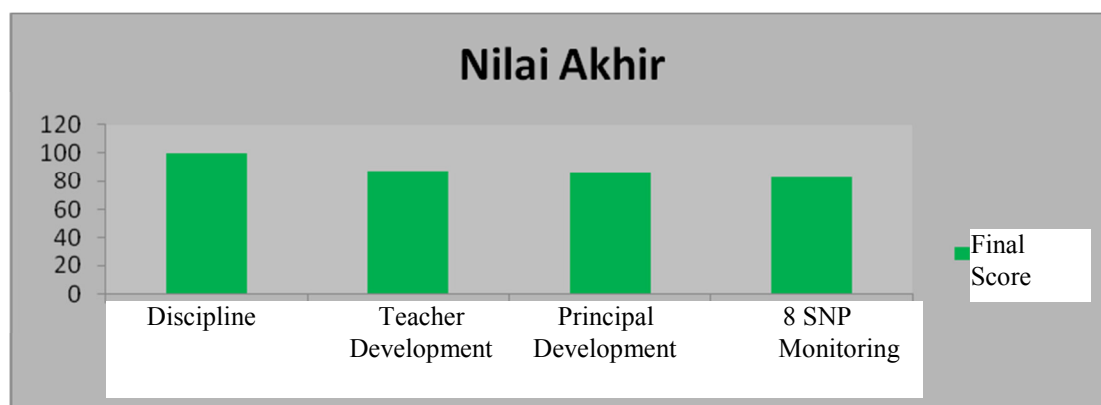 Nilai Akhir
120
100
80
60
40
20
0
Discipline
Teacher
Development
Principal
Development
8 SNP
Monitoring
Final
Score